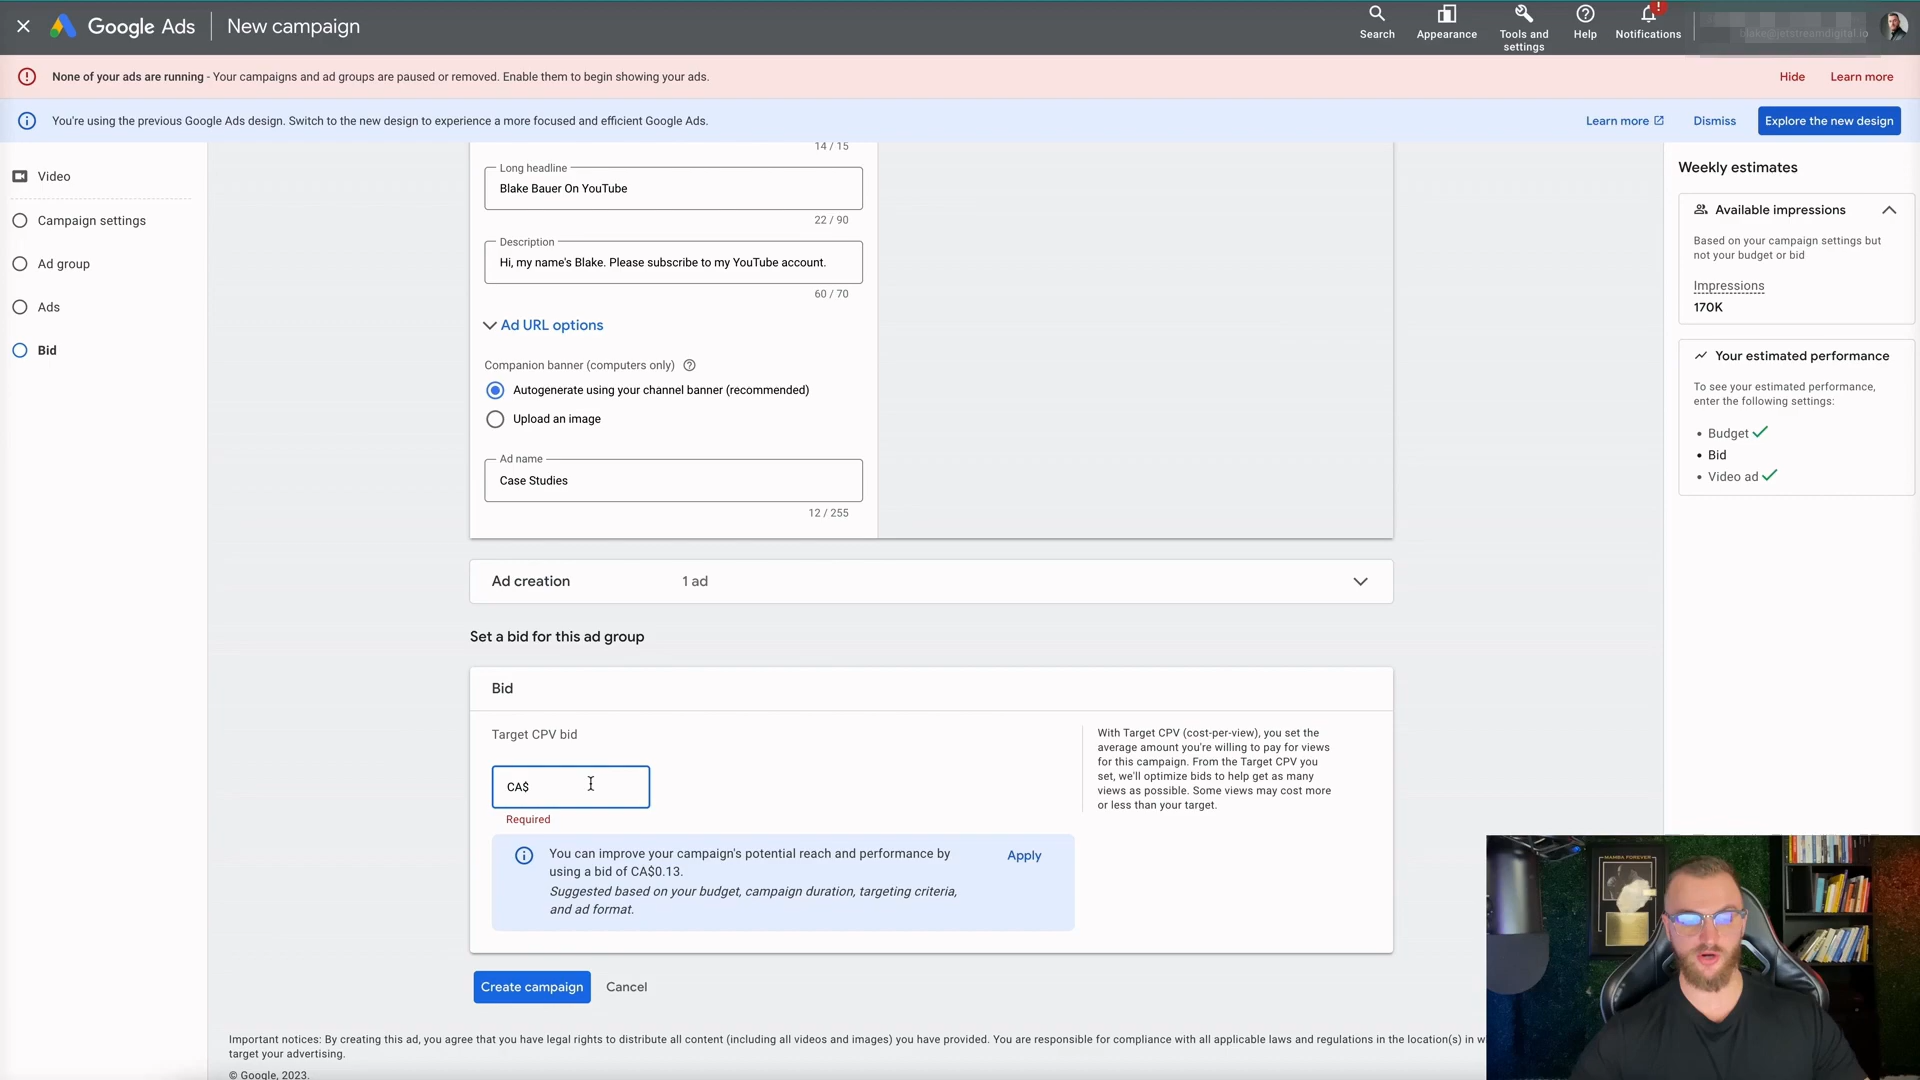 Google Ads
New campaign
Search
Appearance
Tools and
settings
Help
!
Notifications
blake@jetstreamdigital.io
None of your ads are running - Your campaigns and ad groups are paused or removed. Enable them to begin showing your ads.
Hide
Learn more
You're using the previous Google Ads design. Switch to the new design to experience a more focused and efficient Google Ads.
Learn more
Dismiss
Explore the new design
Video
Campaign settings
Ad group
Ads
Bid
14 / 15
Long headline
Blake Bauer On YouTube
22 / 90
Description
Hi, my name's Blake. Please subscribe to my YouTube account.
60 / 70
Ad URL options
Companion banner (computers only)
Autogenerate using your channel banner (recommended)
Upload an image
Ad name
Case Studies
12 / 255
Ad creation
1 ad
Set a bid for this ad group
Bid
Target CPV bid
CA$
Required
You can improve your campaign's potential reach and performance by
using a bid of CA$0.13.
Suggested based on your budget, campaign duration, targeting criteria,
and ad format.
Apply
With Target CPV (cost-per-view), you set the
average amount you're willing to pay for views
for this campaign. From the Target CPV you
set, we'll optimize bids to help get as many
views as possible. Some views may cost more
or less than your target.
Create campaign
Cancel
Important notices: By creating this ad, you agree that you have legal rights to distribute all content (including all videos and images) you have provided. You are responsible for compliance with all applicable laws and regulations in the location(s) in w
target your advertising.
© Google, 2023.
Weekly estimates
Available impressions
Based on your campaign settings but
not your budget or bid
Impressions
170K
Your estimated performance
To see your estimated performance,
enter the following settings:
• Budget
• Bid
• Video ad
MAMBA FOREVER